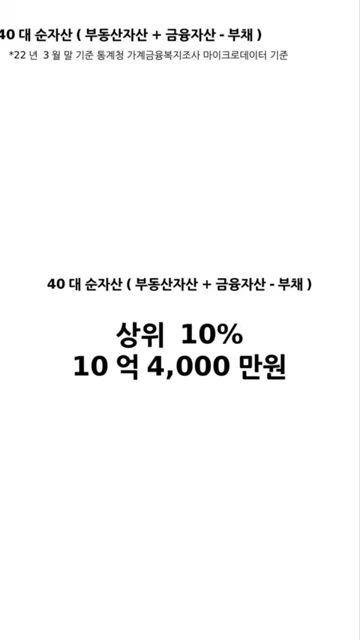 40 대 순자산 ( 부동산자산 + 금융자산 - 부채 )
*22 년 3 월 말 기준 통계청 가계금융복지조사 마이크로데이터 기준
40 대 순자산 ( 부동산자산 + 금융자산 - 부채 )
상위 10%
10 억 4,000 만원